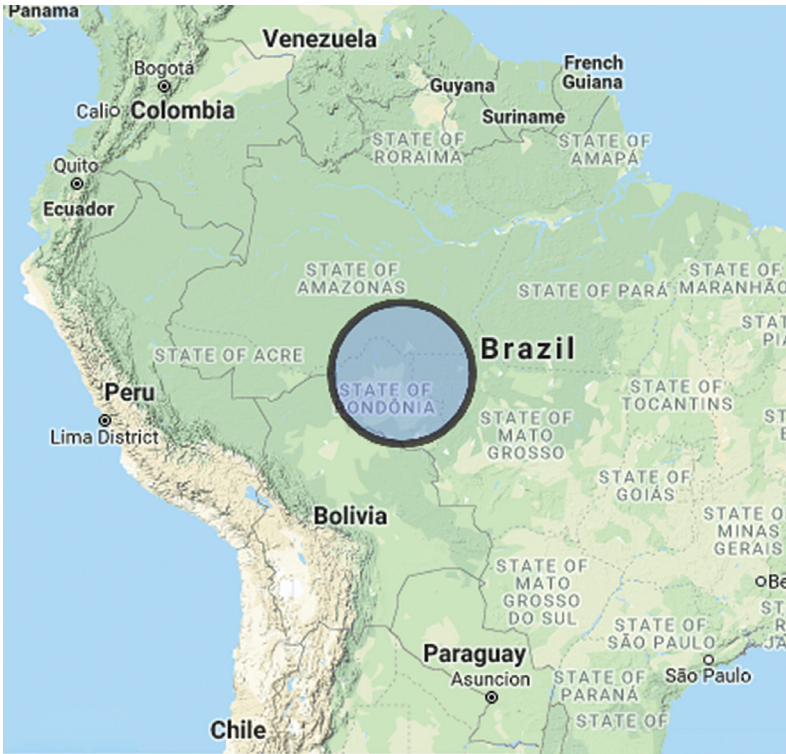 Panama
Venezuela
Bogotá
Cali
Colombia
French
Guiana
Guyana
Suriname
STATE OF
RORAIMA
STATE OF
AMAPÁ
Quito
Ecuador
STATE OF
AMAZONAS
STATE OF PARÁ
STATE OF
MARANHÃO
STATE OF ACRE
Brazil
Peru
STATE OF
TOCANTINS
Lima District
STATE OF
MATO
GROSSO
STATE OF
GOIÁS
Bolivia
STATE O
MINAS
GERAIS
STATE OF
MATO
GROSSO
DO SUL
Be
STATE OF
SÃO PAULO
São Paulo
Paraguay
Asuncion
STATE OF
PARANÁ
STATE OF
Chile
STATE OF
ONDÔNIA